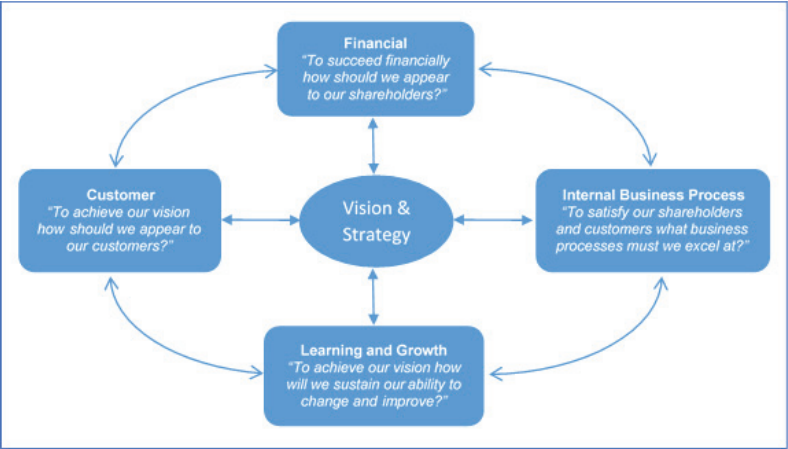 Financial
“To succeed financially
how should we appear
to our shareholders?”
Customer
“To achieve our vision
how should we appear to
our customers?”
Vision &
Strategy
Internal Business Process
“To satisfy our shareholders
and customers what business
processes must we excel at?”
Learning and Growth
“To achieve our vision how
will we sustain our ability to
change and improve?”